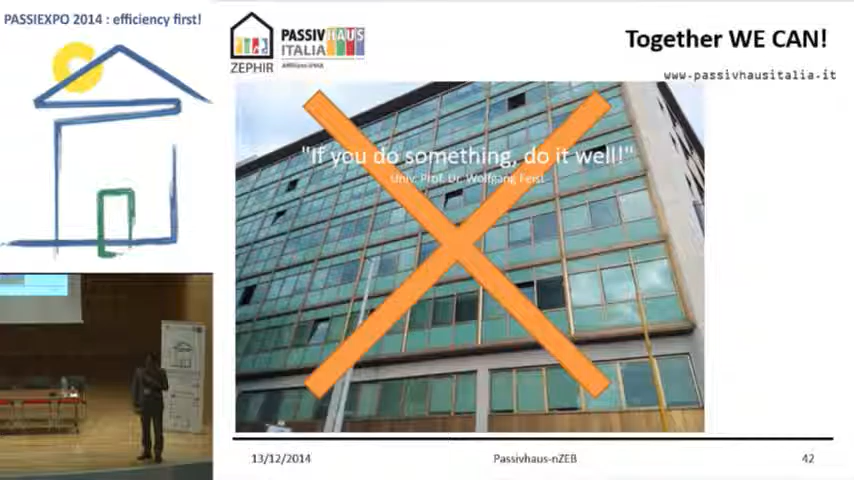 PASSIEXPO 2014 : efficiency first!
ZEPHIR
PASSIVHAUS
ITALIA
Together WE CAN!
www.passivhausitalia.it
"If you do something, do it well!"
Univ. Prof. Dr. Wolfgang Feist
13/12/2014
Passivhaus-nZEB
42